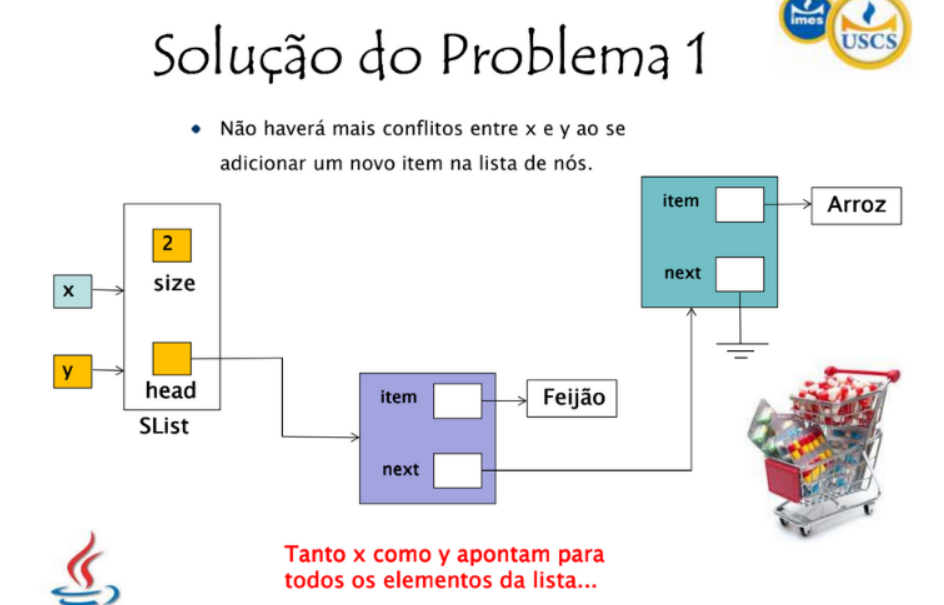 Solução do Problema 1
imes
USCS
• Não haverá mais conflitos entre x e y ao se
adicionar um novo item na lista de nós.
item
Arroz
next
2
size
x
y
head
SList
item
Feijão
next
Tanto x como y apontam para
todos os elementos da lista...